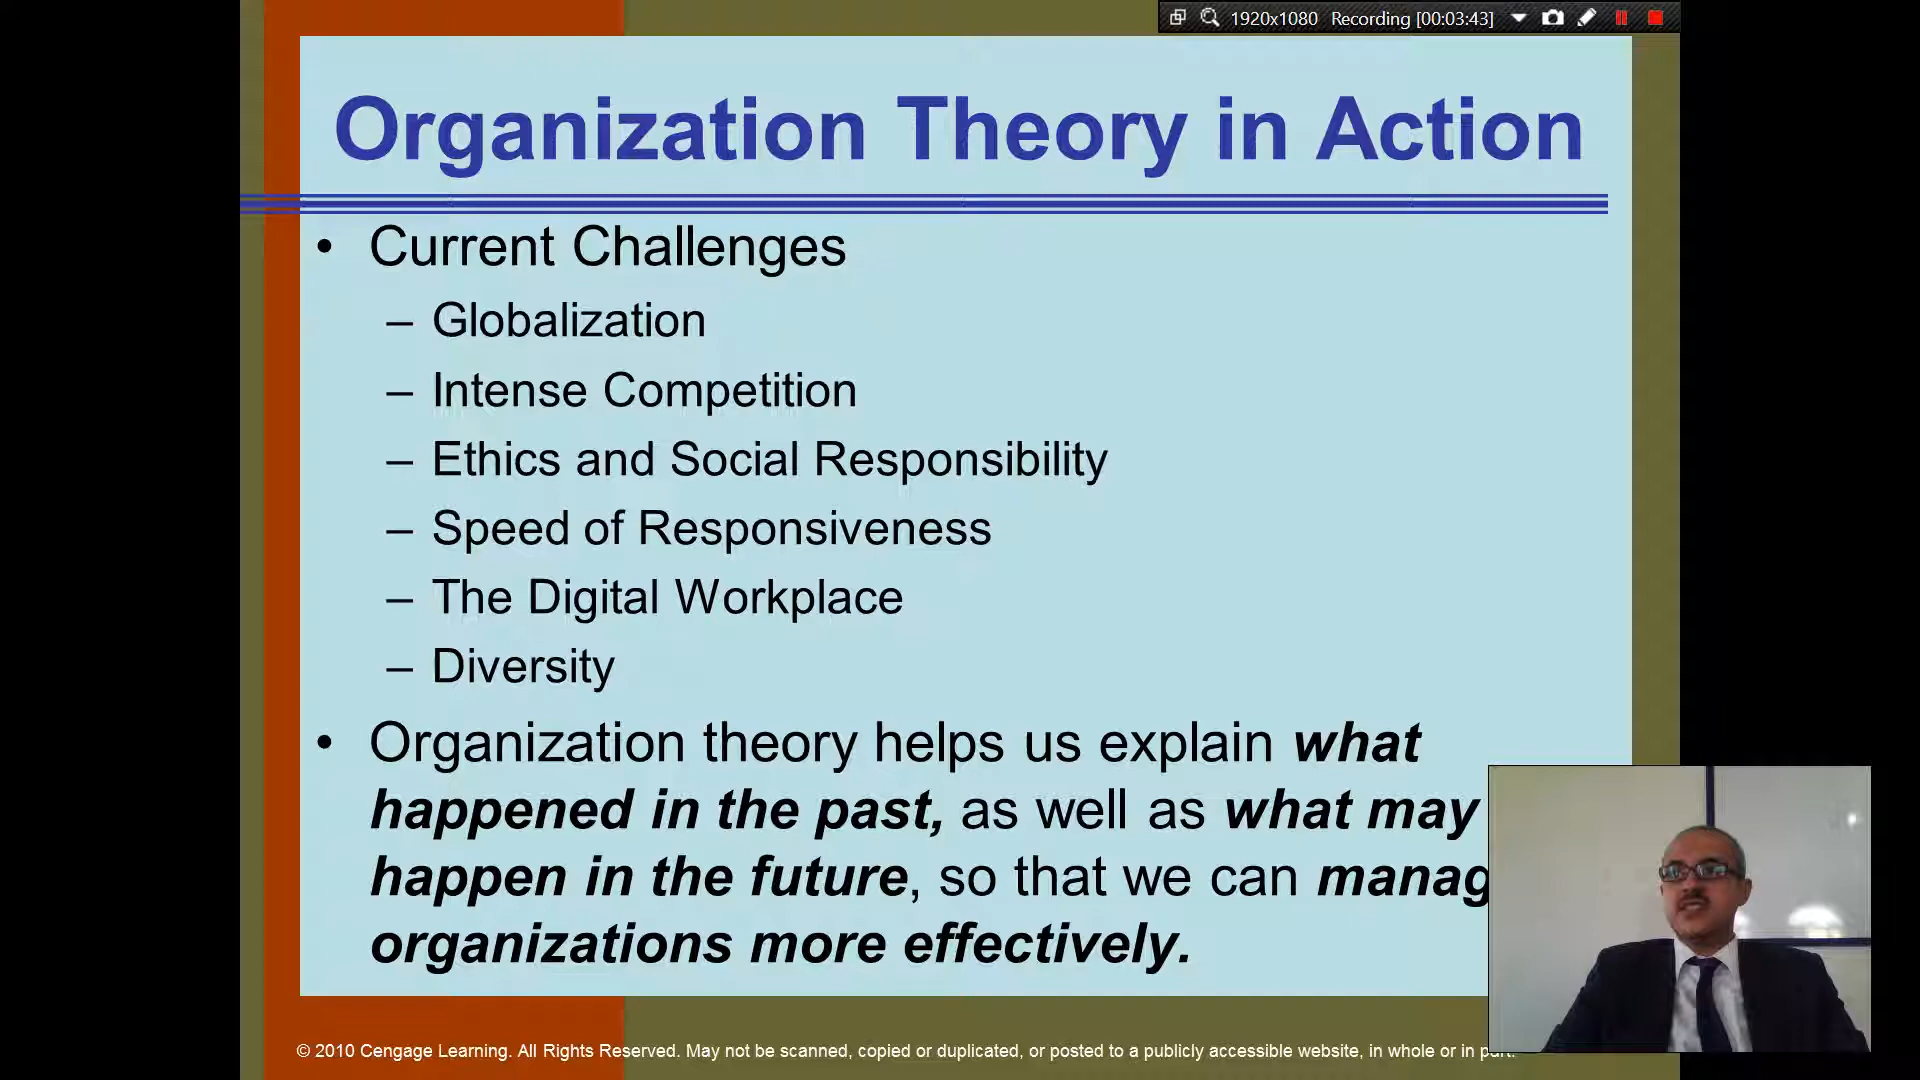 1920x1080 Recording [00:03:43]
Organization Theory in Action
• Current Challenges
– Globalization
– Intense Competition
– Ethics and Social Responsibility
– Speed of Responsiveness
– The Digital Workplace
– Diversity
• Organization theory helps us explain what
happened in the past, as well as what may
happen in the future, so that we can manag
organizations more effectively.
© 2010 Cengage Learning. All Rights Reserved. May not be scanned, copied or duplicated, or posted to a publicly accessible website, in whole or in part.